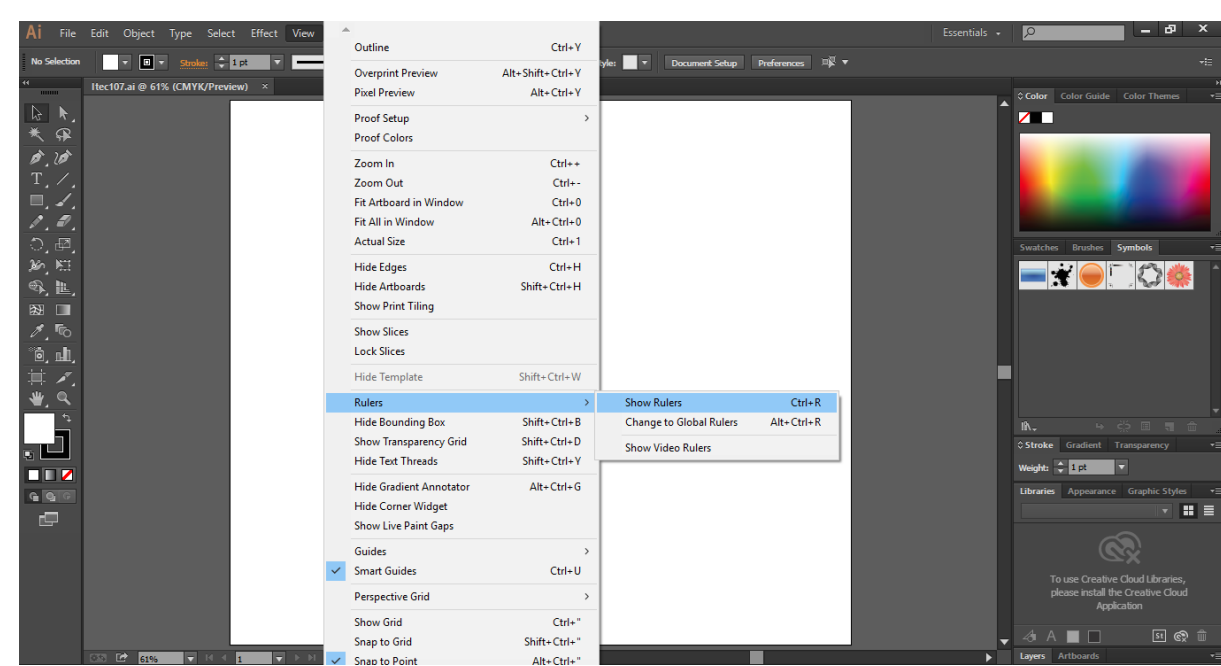 Ai File Edit Object Type Select Effect View
Essentials
No Selection
Stroke:
1 pt
Document Setup
Preferences
Itec107.ai @ 61% (CMYK/Preview) ×
Outline Ctrl+Y
Overprint Preview Alt+Shift+Ctrl+Y
Pixel Preview Alt+Ctrl+Y
Proof Setup
Proof Colors
Zoom In Ctrl++
Zoom Out Ctrl+-
Fit Artboard in Window Ctrl+0
Fit All in Window Alt+Ctrl+0
Actual Size Ctrl+1
Hide Edges Ctrl+H
Hide Artboards Shift+Ctrl+H
Show Print Tiling
Show Slices
Lock Slices
Hide Template Shift+Ctrl+W
Rulers
Hide Bounding Box Shift+Ctrl+B
Show Transparency Grid Shift+Ctrl+D
Hide Text Threads Shift+Ctrl+Y
Hide Gradient Annotator Alt+Ctrl+G
Hide Corner Widget
Show Live Paint Gaps
Guides
Smart Guides Ctrl+U
Perspective Grid
Show Grid Ctrl+"
Snap to Grid Shift+Ctrl+"
Snap to Point Alt+Ctrl+"
Show Rulers Ctrl+R
Change to Global Rulers Alt+Ctrl+R
Show Video Rulers
Color Color Guide Color Themes
Swatches Brushes Symbols
Stroke Gradient Transparency
Weight: 1 pt
Libraries Appearance Graphic Styles
To use Creative Cloud Libraries,
please install the Creative Cloud
Application
St
Layers Artboards
61%
1